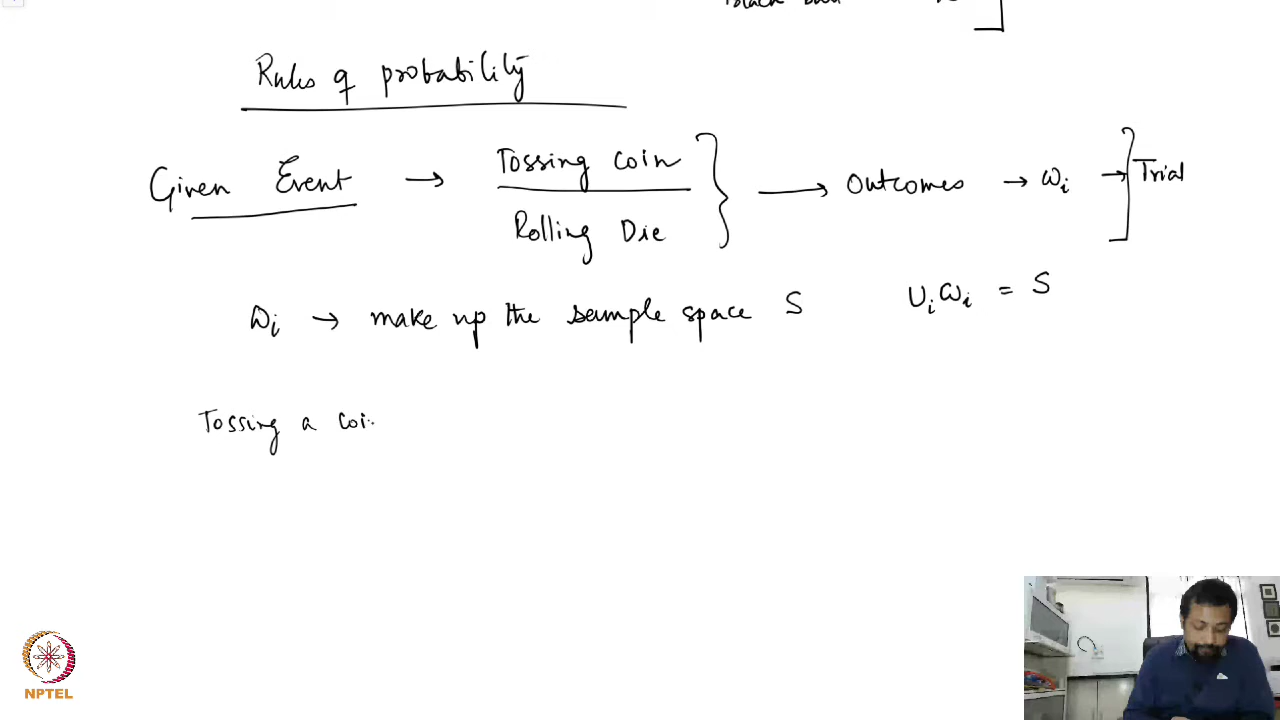 Rules of probability
Given Event → Tossing coin
Rolling Die
→ Outcomes → ωi → Trial
ωi → make up the sample space S
∪i ωi = S
Tossing a coi
NPTEL